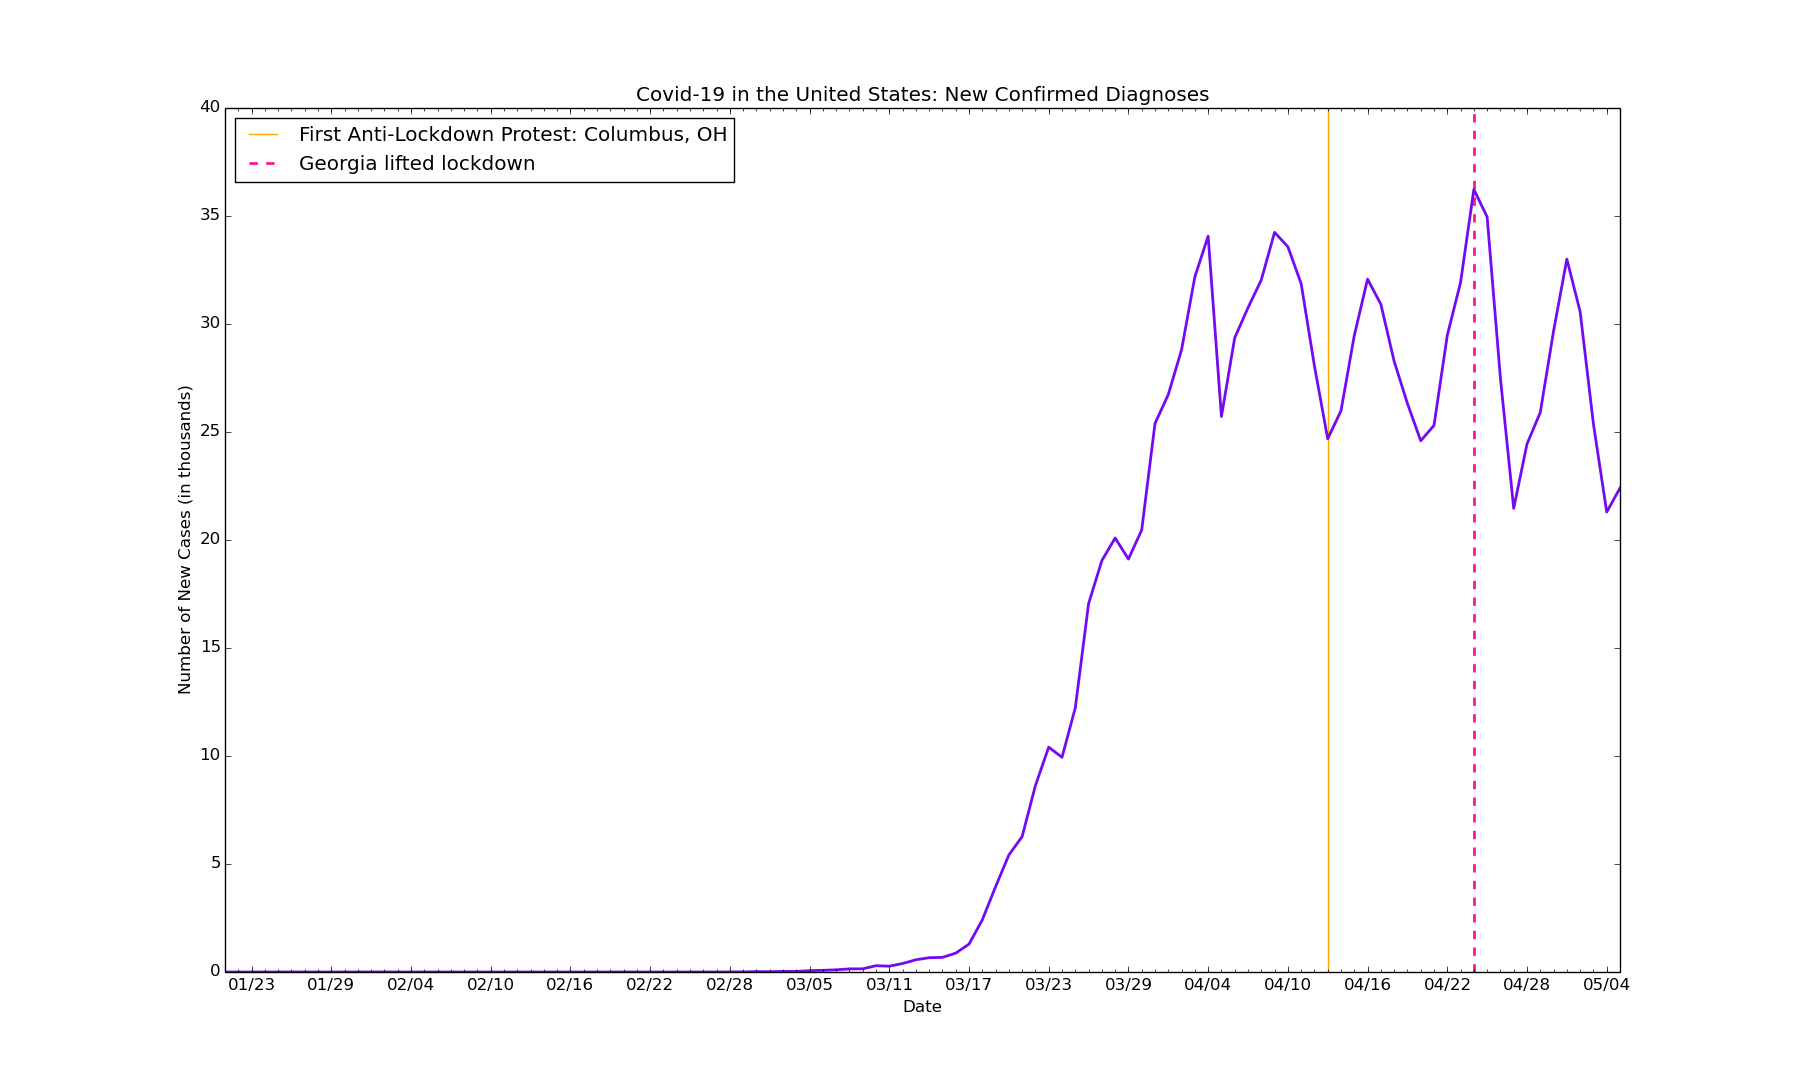 Covid-19 in the United States: New Confirmed Diagnoses
First Anti-Lockdown Protest: Columbus, OH
Georgia lifted lockdown
Number of New Cases (in thousands)
40
35
30
25
20
15
10
5
0
01/23 01/29 02/04 02/10 02/16 02/22 02/28 03/05 03/11 03/17 03/23 03/29 04/04 04/10 04/16 04/22 04/28 05/04
Date